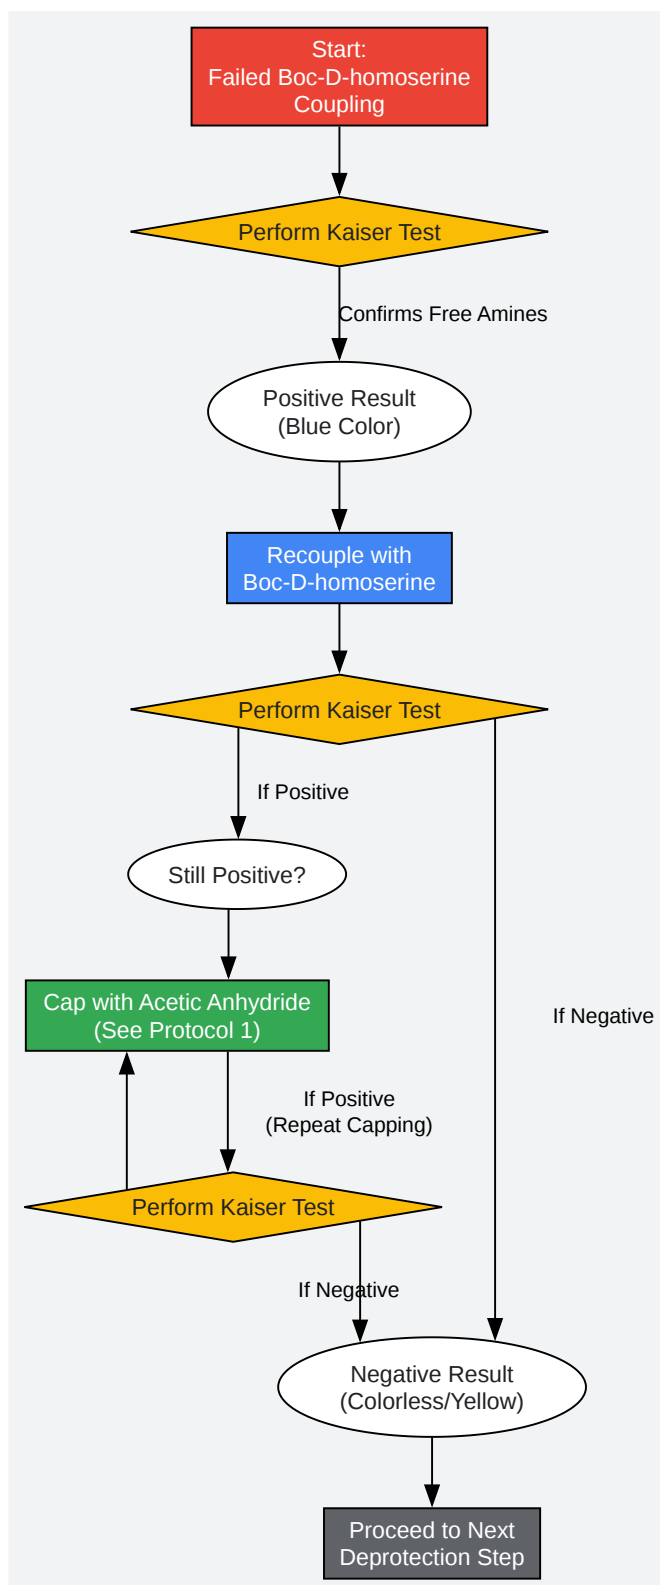 Start:
Failed Boc-D-homoserine
Coupling
Perform Kaiser Test
Confirms Free Amines
Positive Result
(Blue Color)
Recouple with
Boc-D-homoserine
Perform Kaiser Test
If Positive
Still Positive?
Cap with Acetic Anhydride
(See Protocol 1)
If Negative
If Positive
(Repeat Capping)
Perform Kaiser Test
If Negative
Negative Result
(Colorless/Yellow)
Proceed to Next
Deprotection Step